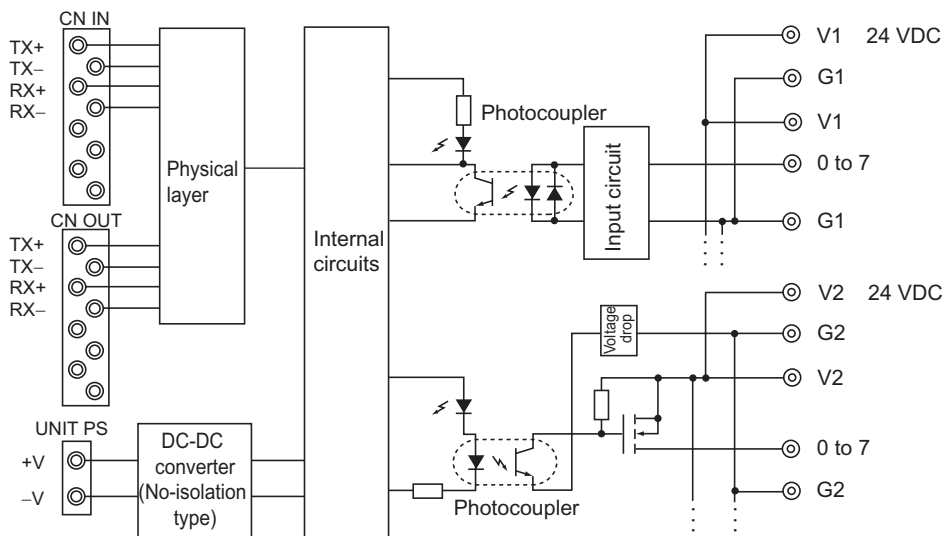 CN IN
TX+
TX−
RX+
RX−
Physical
layer
CN OUT
TX+
TX−
RX+
RX−
UNIT PS
+V
−V
DC-DC
converter
(No-isolation
type)
Internal
circuits
Photocoupler
Input circuit
V1 24 VDC
G1
V1
0 to 7
G1
Voltage
drop
Photocoupler
V2 24 VDC
G2
V2
0 to 7
G2